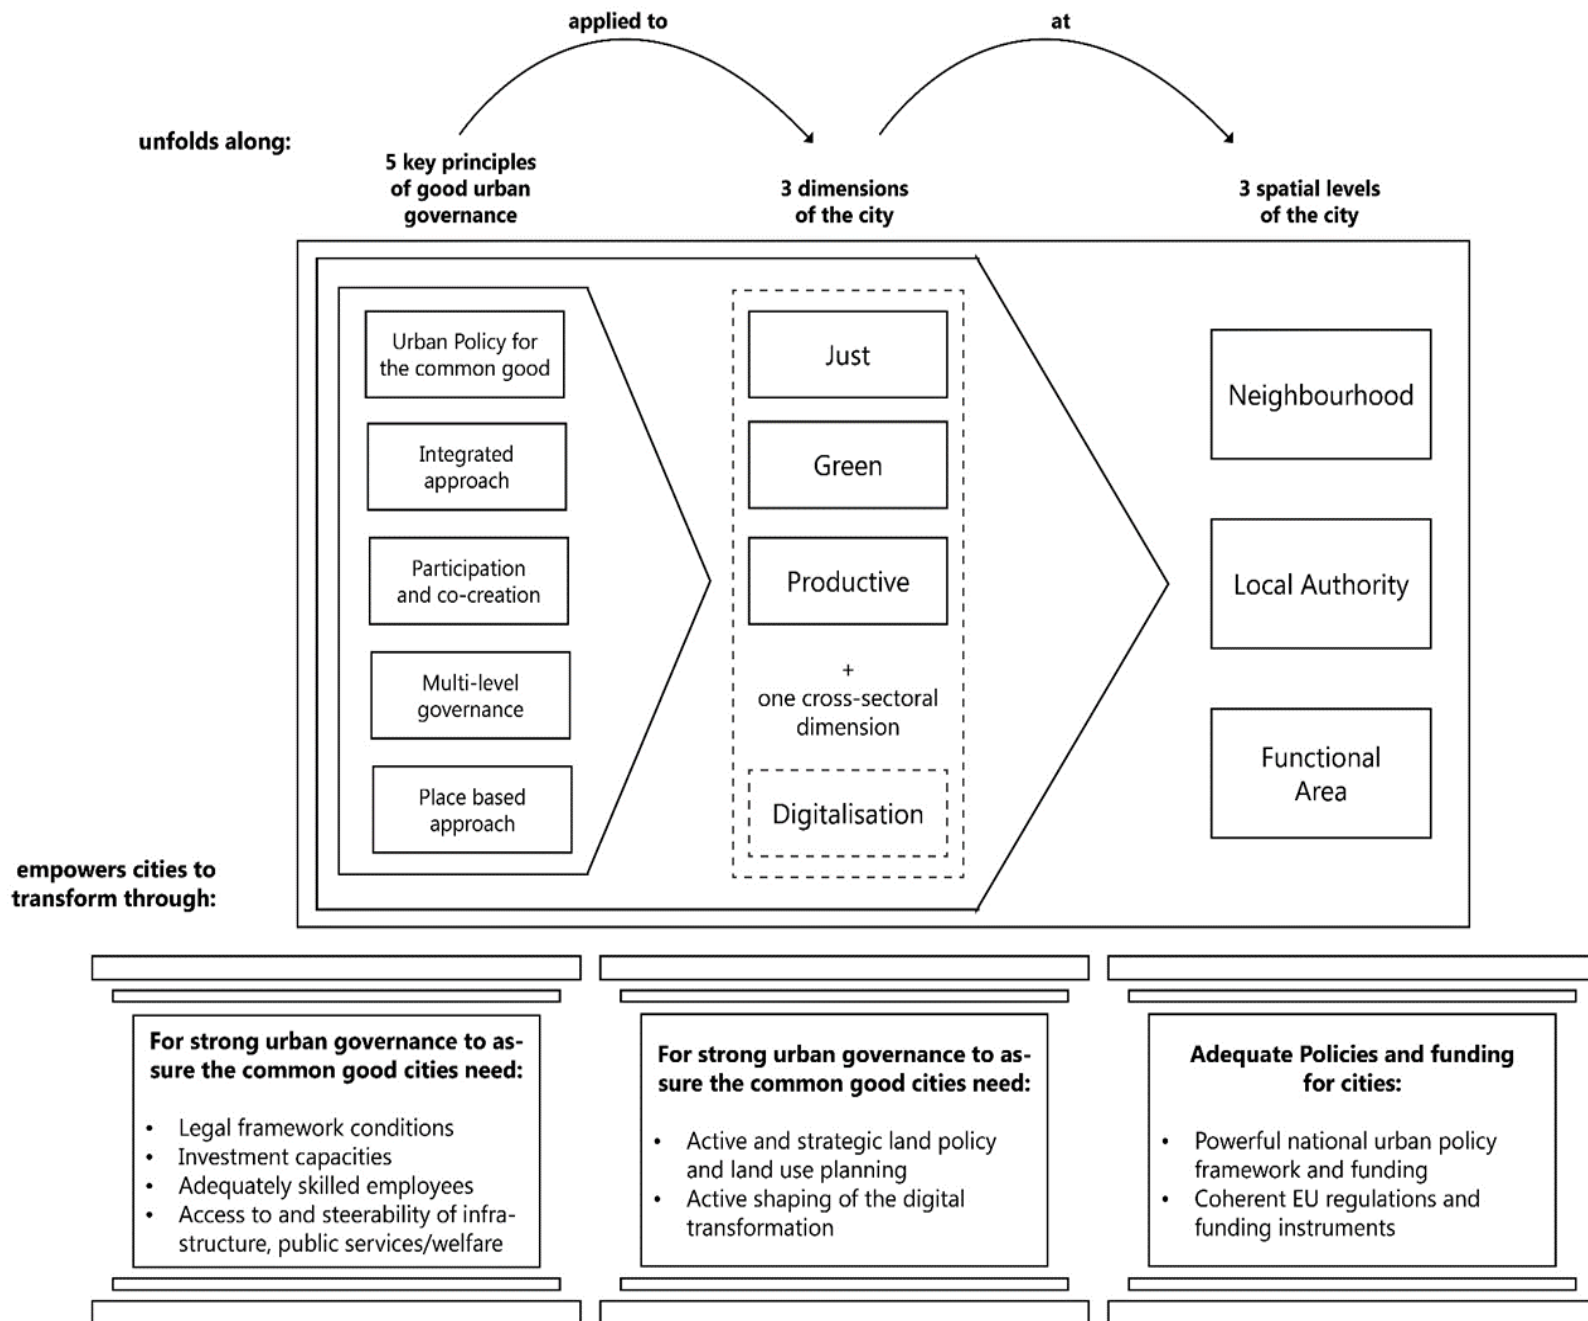 applied to
at
unfolds along:
5 key principles
of good urban
governance
3 dimensions
of the city
3 spatial levels
of the city
Urban Policy for
the common good
Integrated
approach
Participation
and co-creation
Multi-level
governance
Place based
approach
Just
Green
Productive
+
one cross-sectoral
dimension
Digitalisation
Neighbourhood
Local Authority
Functional
Area
empowers cities to
transform through:
For strong urban governance to as-
sure the common good cities need:
• Legal framework conditions
• Investment capacities
• Adequately skilled employees
• Access to and steerability of infra-
structure, public services/welfare
For strong urban governance to as-
sure the common good cities need:
• Active and strategic land policy
and land use planning
• Active shaping of the digital
transformation
Adequate Policies and funding
for cities:
• Powerful national urban policy
framework and funding
• Coherent EU regulations and
funding instruments